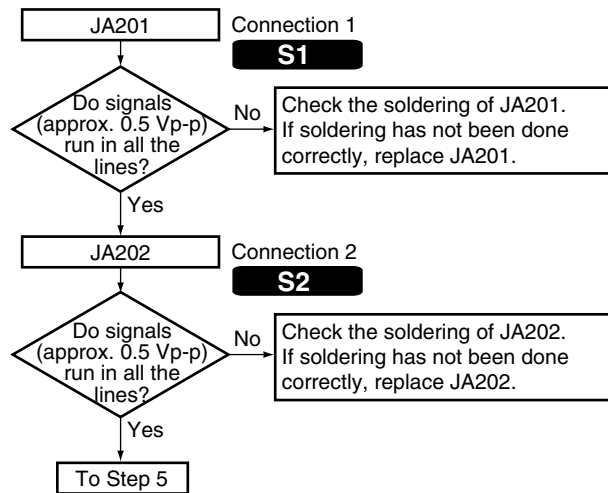 JA201
Connection 1
S1
Do signals
(approx. 0.5 Vp-p)
run in all the
lines?
No
Check the soldering of JA201.
If soldering has not been done
correctly, replace JA201.
Yes
JA202
Connection 2
S2
Do signals
(approx. 0.5 Vp-p)
run in all the
lines?
No
Check the soldering of JA202.
If soldering has not been done
correctly, replace JA202.
Yes
To Step 5